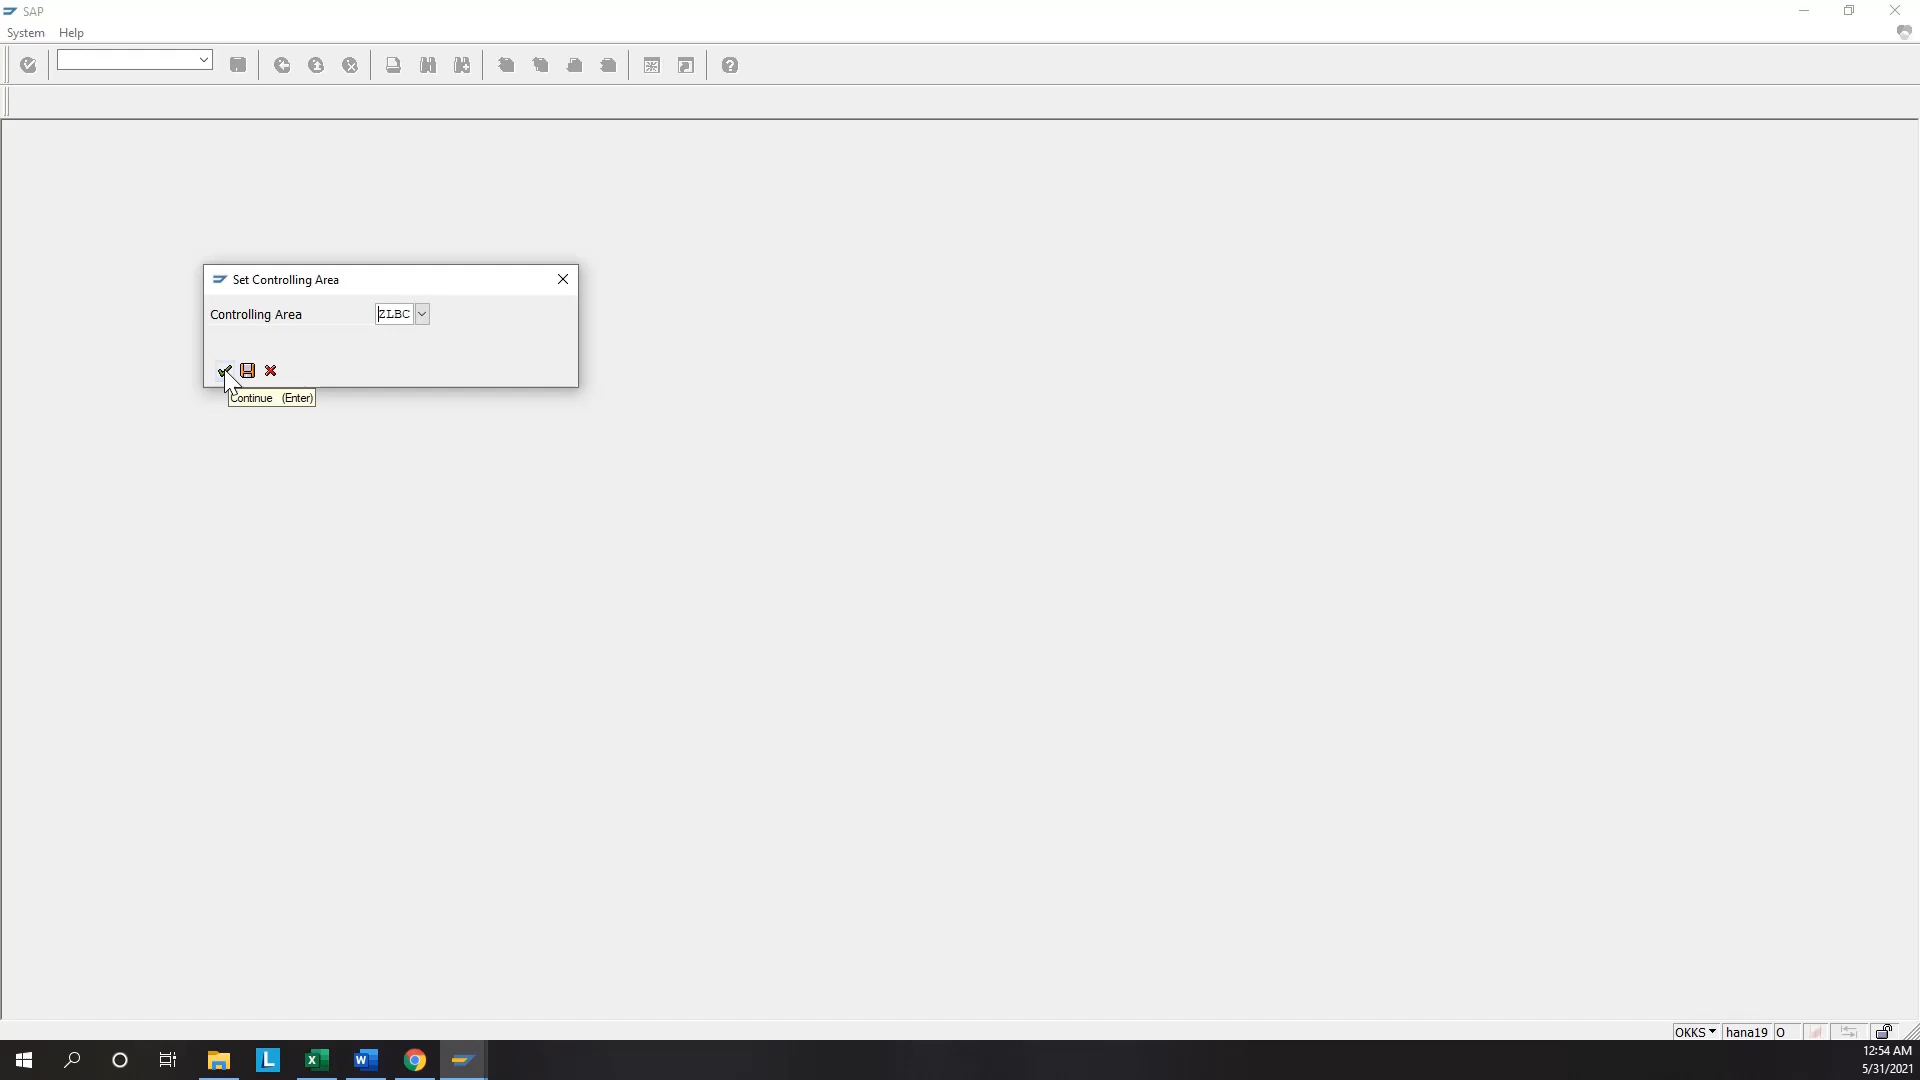 SAP
System Help
Set Controlling Area
Controlling Area ZLBC
Continue (Enter)
OKKS hana19 O
12:54 AM
5/31/2021